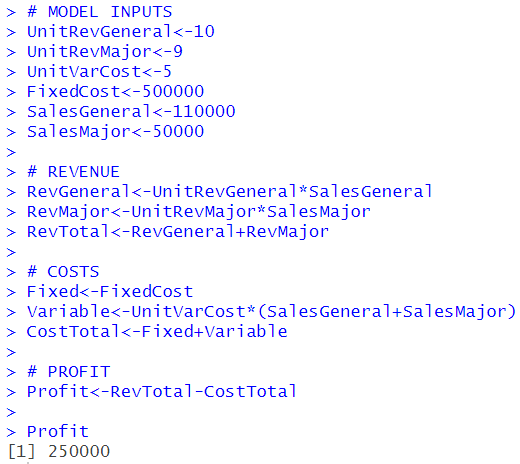 > # MODEL INPUTS
> UnitRevGeneral<-10
> UnitRevMajor<-9
> UnitVarCost<-5
> FixedCost<-500000
> SalesGeneral<-110000
> SalesMajor<-50000
>
> # REVENUE
> RevGeneral<-UnitRevGeneral*SalesGeneral
> RevMajor<-UnitRevMajor*SalesMajor
> RevTotal<-RevGeneral+RevMajor
>
> # COSTS
> Fixed<-FixedCost
> Variable<-UnitVarCost*(SalesGeneral+SalesMajor)
> CostTotal<-Fixed+Variable
>
> # PROFIT
> Profit<-RevTotal-CostTotal
>
> Profit
[1] 250000